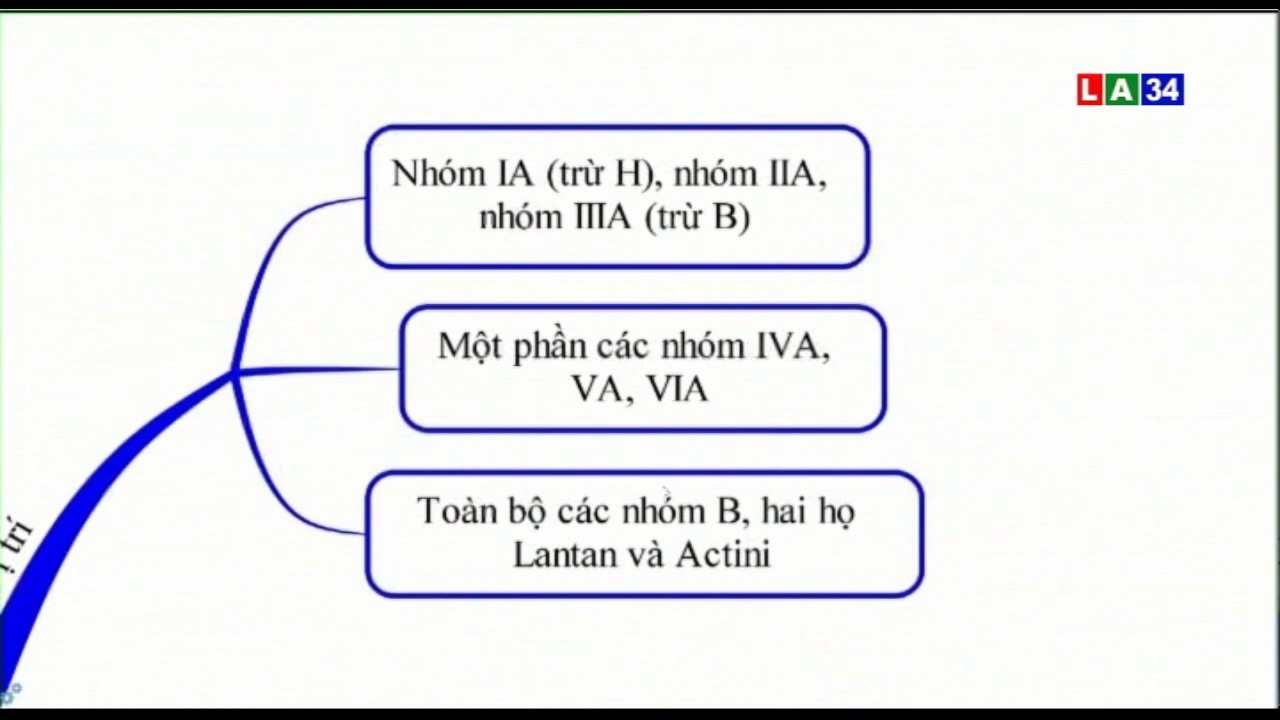 LA34
Nhóm IA (trừ H), nhóm IIA,
nhóm IIIA (trừ B)
Một phần các nhóm IVA,
VA, VIA
Toàn bộ các nhóm B, hai họ
Lantan và Actini
trí